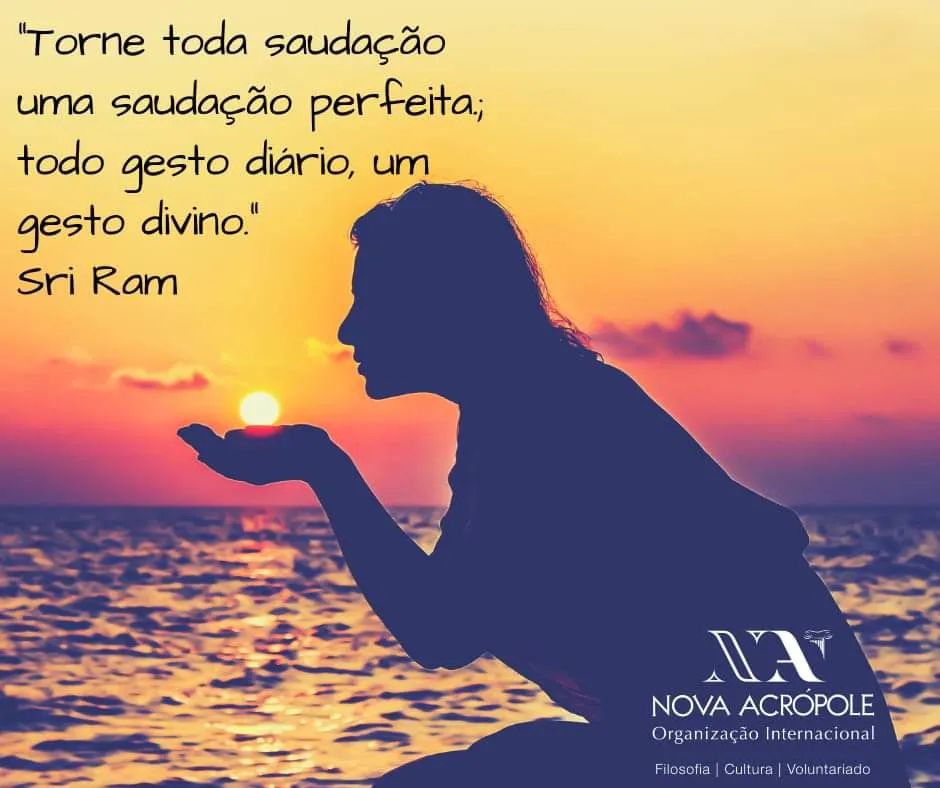 "Torne toda saudação
uma saudação perfeita.;
todo gesto diário, um
gesto divino."
Sri Ram
NA
NOVA ACRÓPOLE
Organização Internacional
Filosofia | Cultura | Voluntariado